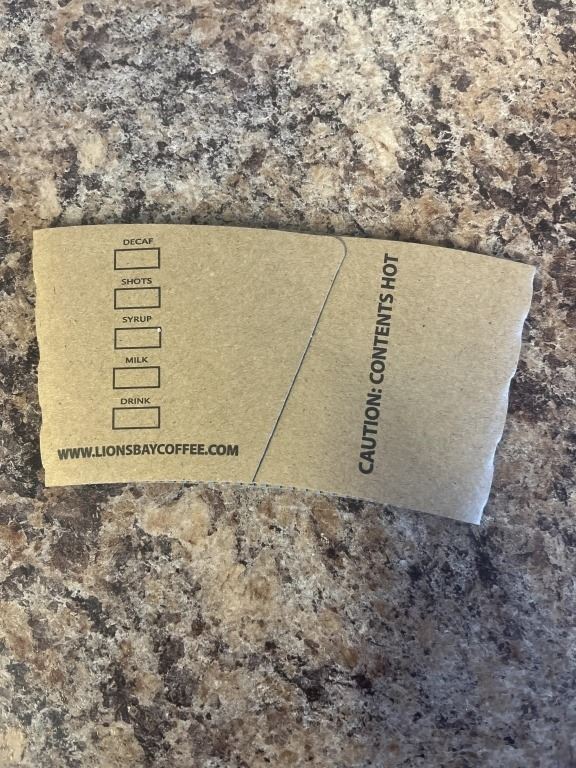 DECAF
SHOTS
SYRUP
MILK
DRINK
WWW.LIONSBAYCOFFEE.COM
CAUTION: CONTENTS HOT